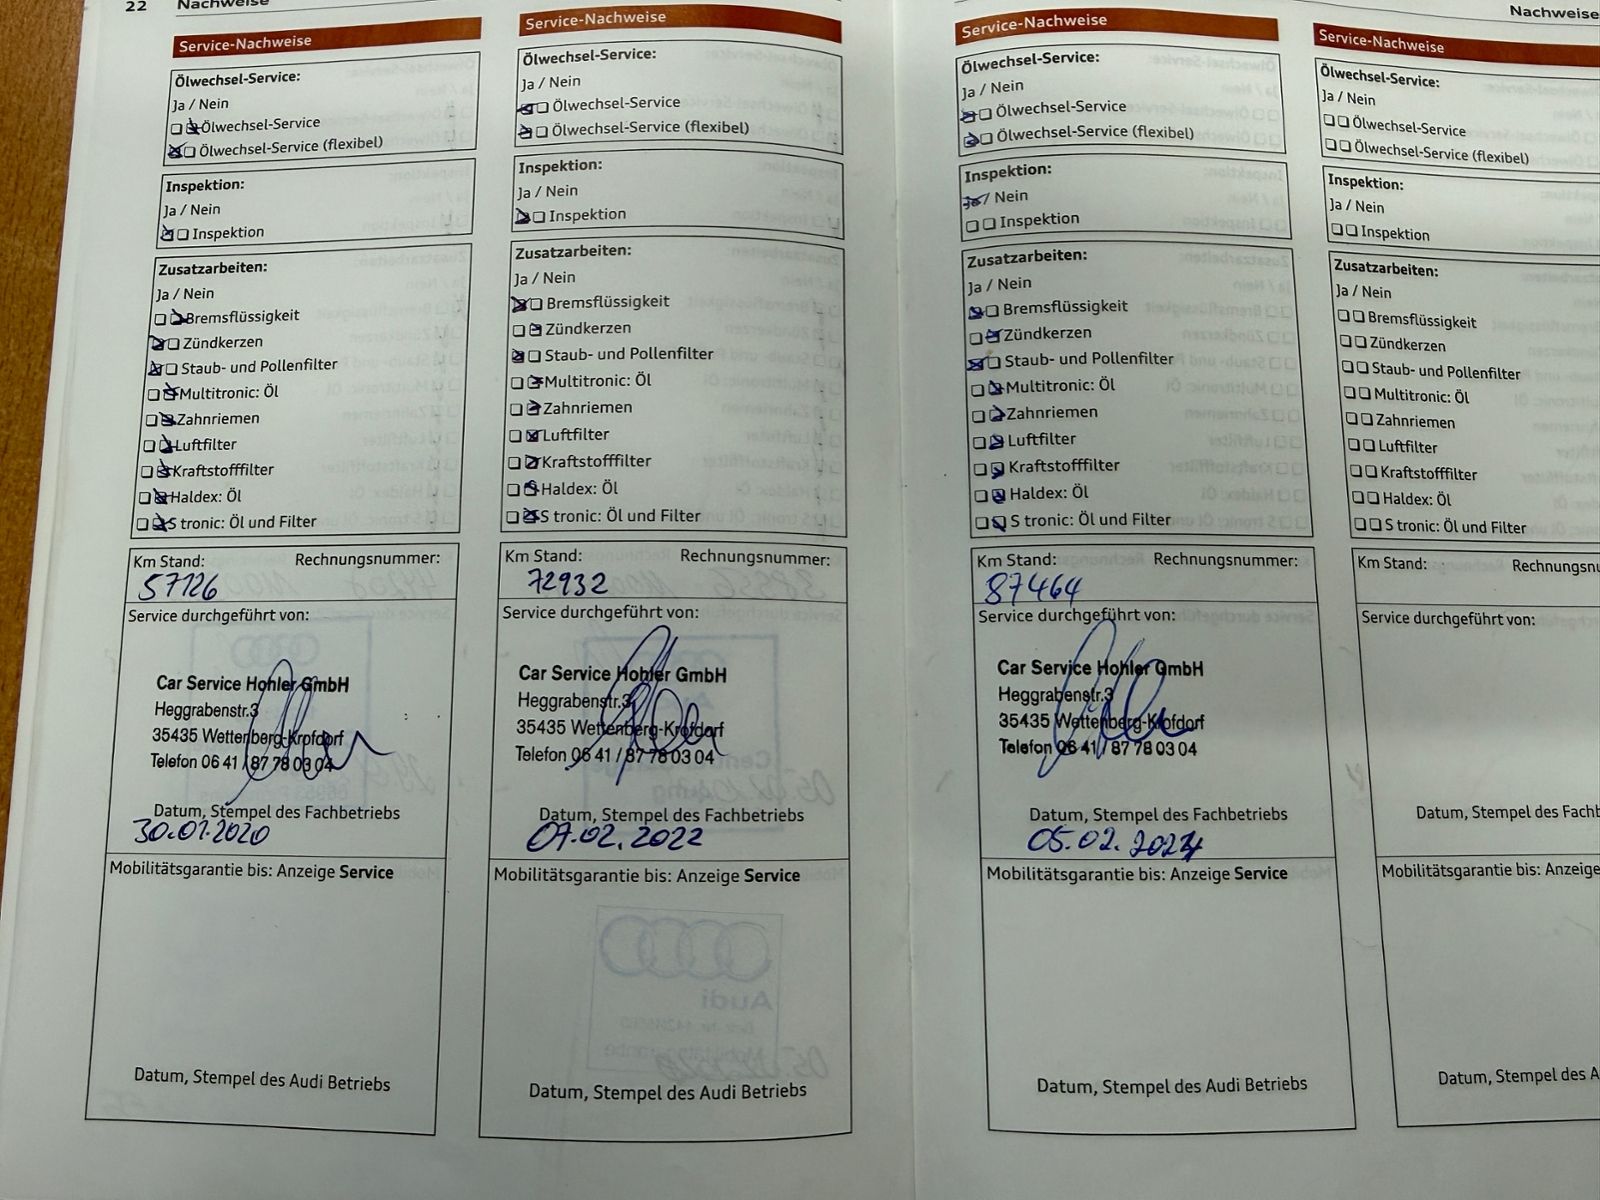 22 Nachweise
Service-Nachweise
Ölwechsel-Service:
Ja / Nein
Ölwechsel-Service
Ölwechsel-Service (flexibel)
Inspektion:
Ja / Nein
Inspektion
Zusatzarbeiten:
Ja / Nein
Bremsflüssigkeit
Zündkerzen
Staub- und Pollenfilter
Multitronic: Öl
Zahnriemen
Luftfilter
Kraftstofffilter
Haldex: Öl
S tronic: Öl und Filter
Km Stand: Rechnungsnummer:
57126
Service durchgeführt von:
Car Service Hohler GmbH
Heggrabenstr.3
35435 Wettenberg-Krofdorf
Telefon 06 41 / 87 78 03 04
Datum, Stempel des Fachbetriebs
30.01.2020
Mobilitätsgarantie bis: Anzeige Service
Datum, Stempel des Audi Betriebs
Service-Nachweise
Ölwechsel-Service:
Ja / Nein
Ölwechsel-Service
Ölwechsel-Service (flexibel)
Inspektion:
Ja / Nein
Inspektion
Zusatzarbeiten:
Ja / Nein
Bremsflüssigkeit
Zündkerzen
Staub- und Pollenfilter
Multitronic: Öl
Zahnriemen
Luftfilter
Kraftstofffilter
Haldex: Öl
S tronic: Öl und Filter
Km Stand: Rechnungsnummer:
72932
Service durchgeführt von:
Car Service Hohler GmbH
Heggrabenstr.3
35435 Wettenberg-Krofdorf
Telefon 06 41 / 87 78 03 04
Datum, Stempel des Fachbetriebs
07.02.2022
Mobilitätsgarantie bis: Anzeige Service
Datum, Stempel des Audi Betriebs
Nachweise
Service-Nachweise
Ölwechsel-Service:
Ja / Nein
Ölwechsel-Service
Ölwechsel-Service (flexibel)
Inspektion:
Ja / Nein
Inspektion
Zusatzarbeiten:
Ja / Nein
Bremsflüssigkeit
Zündkerzen
Staub- und Pollenfilter
Multitronic: Öl
Zahnriemen
Luftfilter
Kraftstofffilter
Haldex: Öl
S tronic: Öl und Filter
Km Stand: Rechnungsnummer:
87464
Service durchgeführt von:
Car Service Hohler GmbH
Heggrabenstr.3
35435 Wettenberg-Krofdorf
Telefon 06 41 / 87 78 03 04
Datum, Stempel des Fachbetriebs
05.02.2024
Mobilitätsgarantie bis: Anzeige Service
Datum, Stempel des Audi Betriebs
Service-Nachweise
Ölwechsel-Service:
Ja / Nein
Ölwechsel-Service
Ölwechsel-Service (flexibel)
Inspektion:
Ja / Nein
Inspektion
Zusatzarbeiten:
Ja / Nein
Bremsflüssigkeit
Zündkerzen
Staub- und Pollenfilter
Multitronic: Öl
Zahnriemen
Luftfilter
Kraftstofffilter
Haldex: Öl
S tronic: Öl und Filter
Km Stand: Rechnungsnu
Service durchgeführt von:
Datum, Stempel des Fachb
Mobilitätsgarantie bis: Anzeige
Datum, Stempel des A